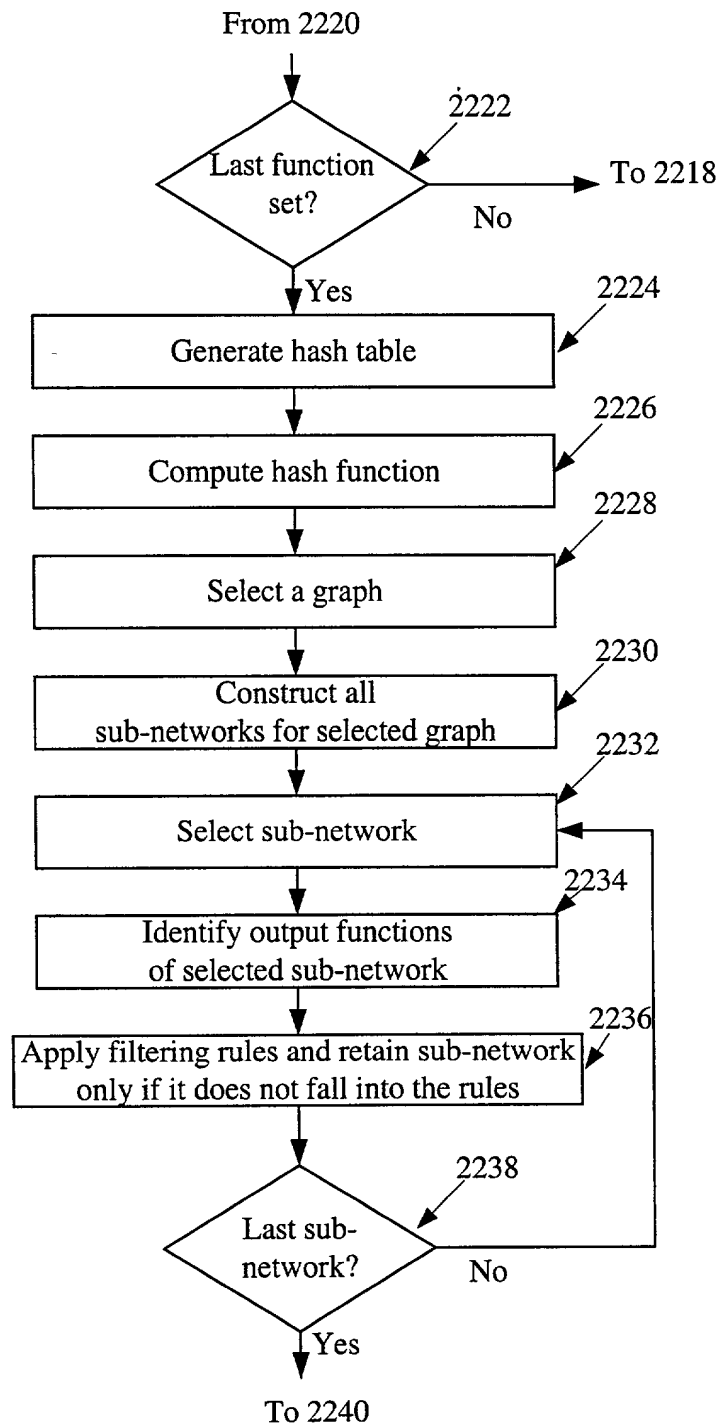 From 2220
2222
Last function
set?
To 2218
No
Yes
2224
Generate hash table
2226
Compute hash function
2228
Select a graph
2230
Construct all
sub-networks for selected graph
2232
Select sub-network
2234
Identify output functions
of selected sub-network
2236
Apply filtering rules and retain sub-network
only if it does not fall into the rules
2238
Last sub-
network?
No
Yes
To 2240